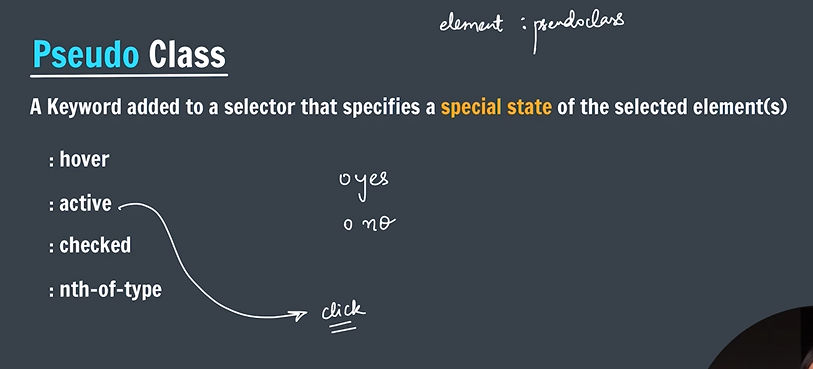 element : pseudoclass
Pseudo Class
A Keyword added to a selector that specifies a special state of the selected element(s)
: hover
: active
: checked
: nth-of-type
o yes
o no
click